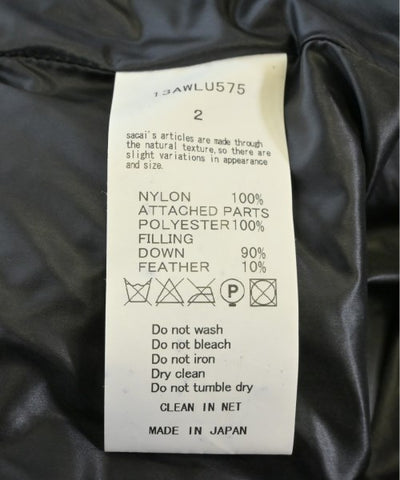 13AWLU575
2
sacai's articles are made through
the natural texture, so there are
slight variations in appearance
and size.
NYLON 100%
ATTACHED PARTS
POLYESTER 100%
FILLING
DOWN 90%
FEATHER 10%
P
Do not wash
Do not bleach
Do not iron
Dry clean
Do not tumble dry
CLEAN IN NET
MADE IN JAPAN